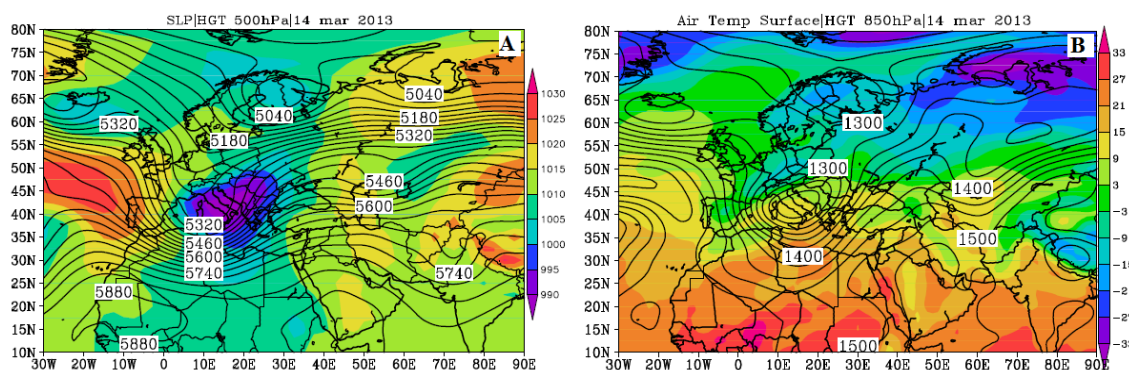 SLP|HGT 500hPa|14 mar 2013
A
80N
75N
70N
65N
60N
55N
50N
45N
40N
35N
30N
25N
20N
15N
10N
30W 20W 10W 0 10E 20E 30E 40E 50E 60E 70E 80E 90E
5320
5040
5180
5040
5180
5320
5460
5600
5320
5460
5600
5740
5740
5880
5880
1030
1025
1020
1015
1010
1005
1000
995
990
Air Temp Surface|HGT 850hPa|14 mar 2013
B
80N
75N
70N
65N
60N
55N
50N
45N
40N
35N
30N
25N
20N
15N
10N
30W 20W 10W 0 10E 20E 30E 40E 50E 60E 70E 80E 90E
1300
1300
1400
1500
1400
1500
33
27
21
15
9
3
-3
-9
-15
-21